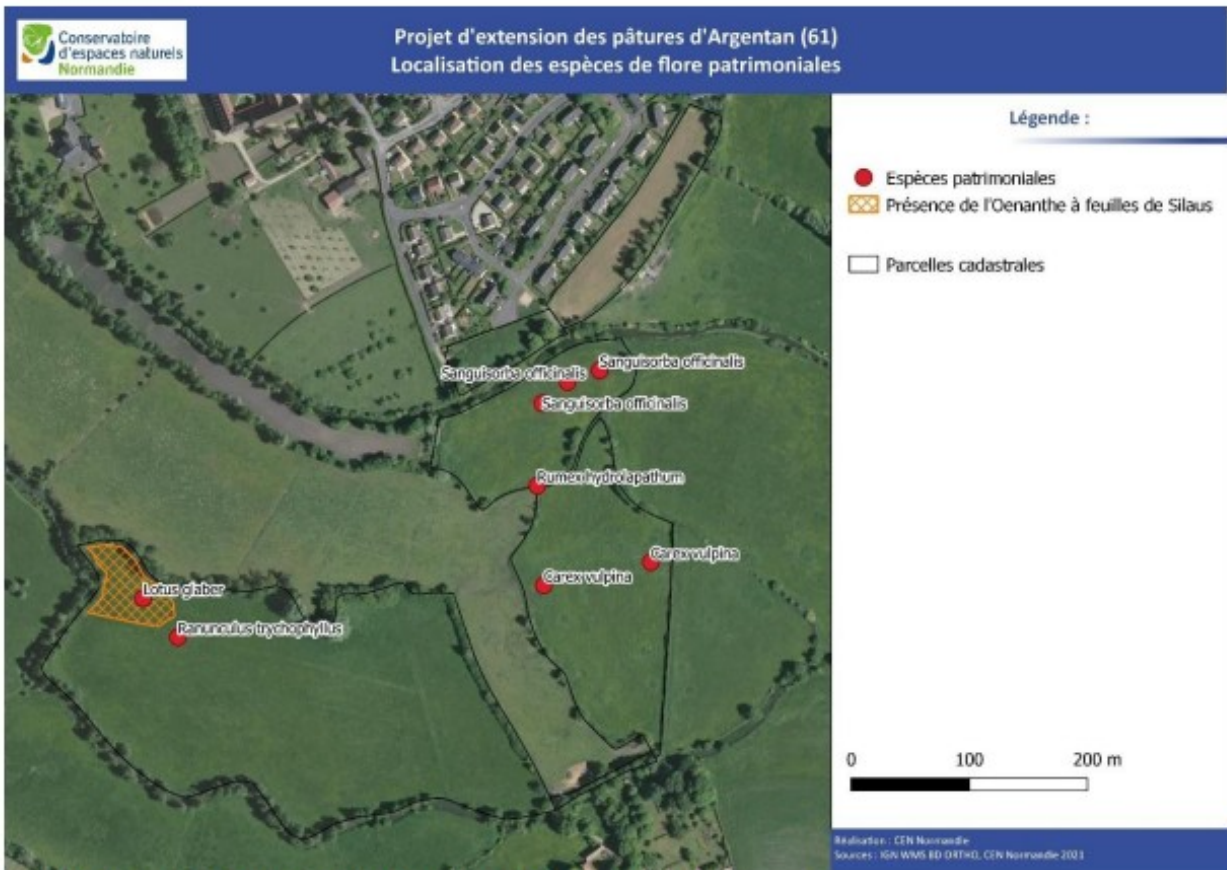 Conservatoire
d'espaces naturels
Normandie
Projet d'extension des pâtures d'Argentan (61)
Localisation des espèces de flore patrimoniales
Légende :
Espèces patrimoniales
Présence de l'Oenanthe à feuilles de Silaus
Parcelles cadastrales
Sanguisorba officinalis
Sanguisorba officinalis
Sanguisorba officinalis
Rumex hydrolapathum
Carex vulpina
Carex vulpina
Lotus glaber
Ranunculus trychophyllus
0 100 200 m
Réalisation : CEN Normandie
Sources : IGN WMS BD ORTHO, CEN Normandie 2021